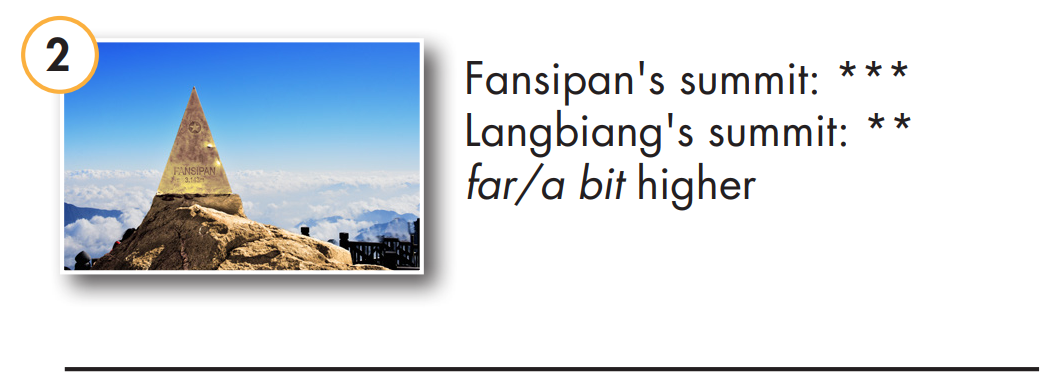 2
Fansipan's summit: ***
Langbiang's summit: **
far/a bit higher
FANSIPAN